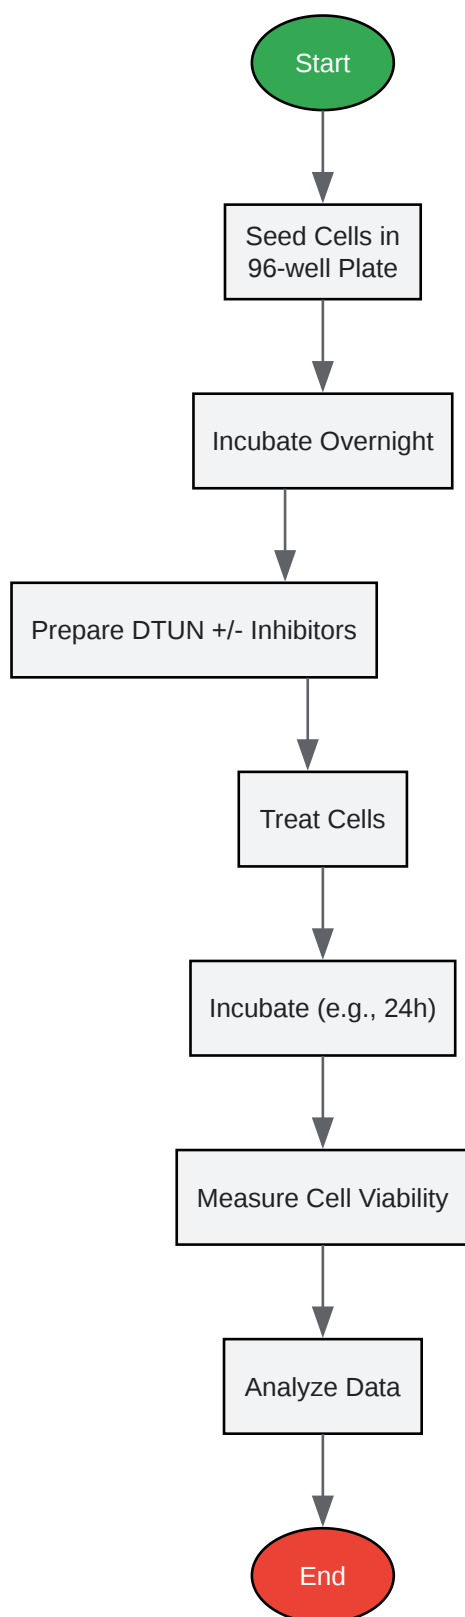 Start
Seed Cells in
96-well Plate
Incubate Overnight
Prepare DTUN +/- Inhibitors
Treat Cells
Incubate (e.g., 24h)
Measure Cell Viability
Analyze Data
End